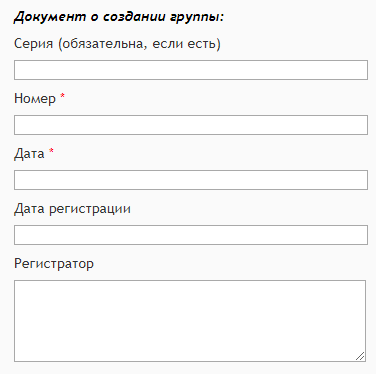 Документ о создании группы:
Серия (обязательна, если есть)
Номер *
Дата *
Дата регистрации
Регистратор